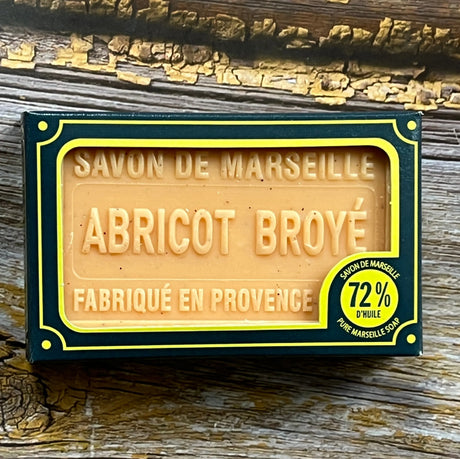 SAVON DE MARSEILLE
ABRICOT BROYÉ
FABRIQUÉ EN PROVENCE
SAVON DE MARSEILLE
72%
D'HUILE
PURE MARSEILLE SOAP